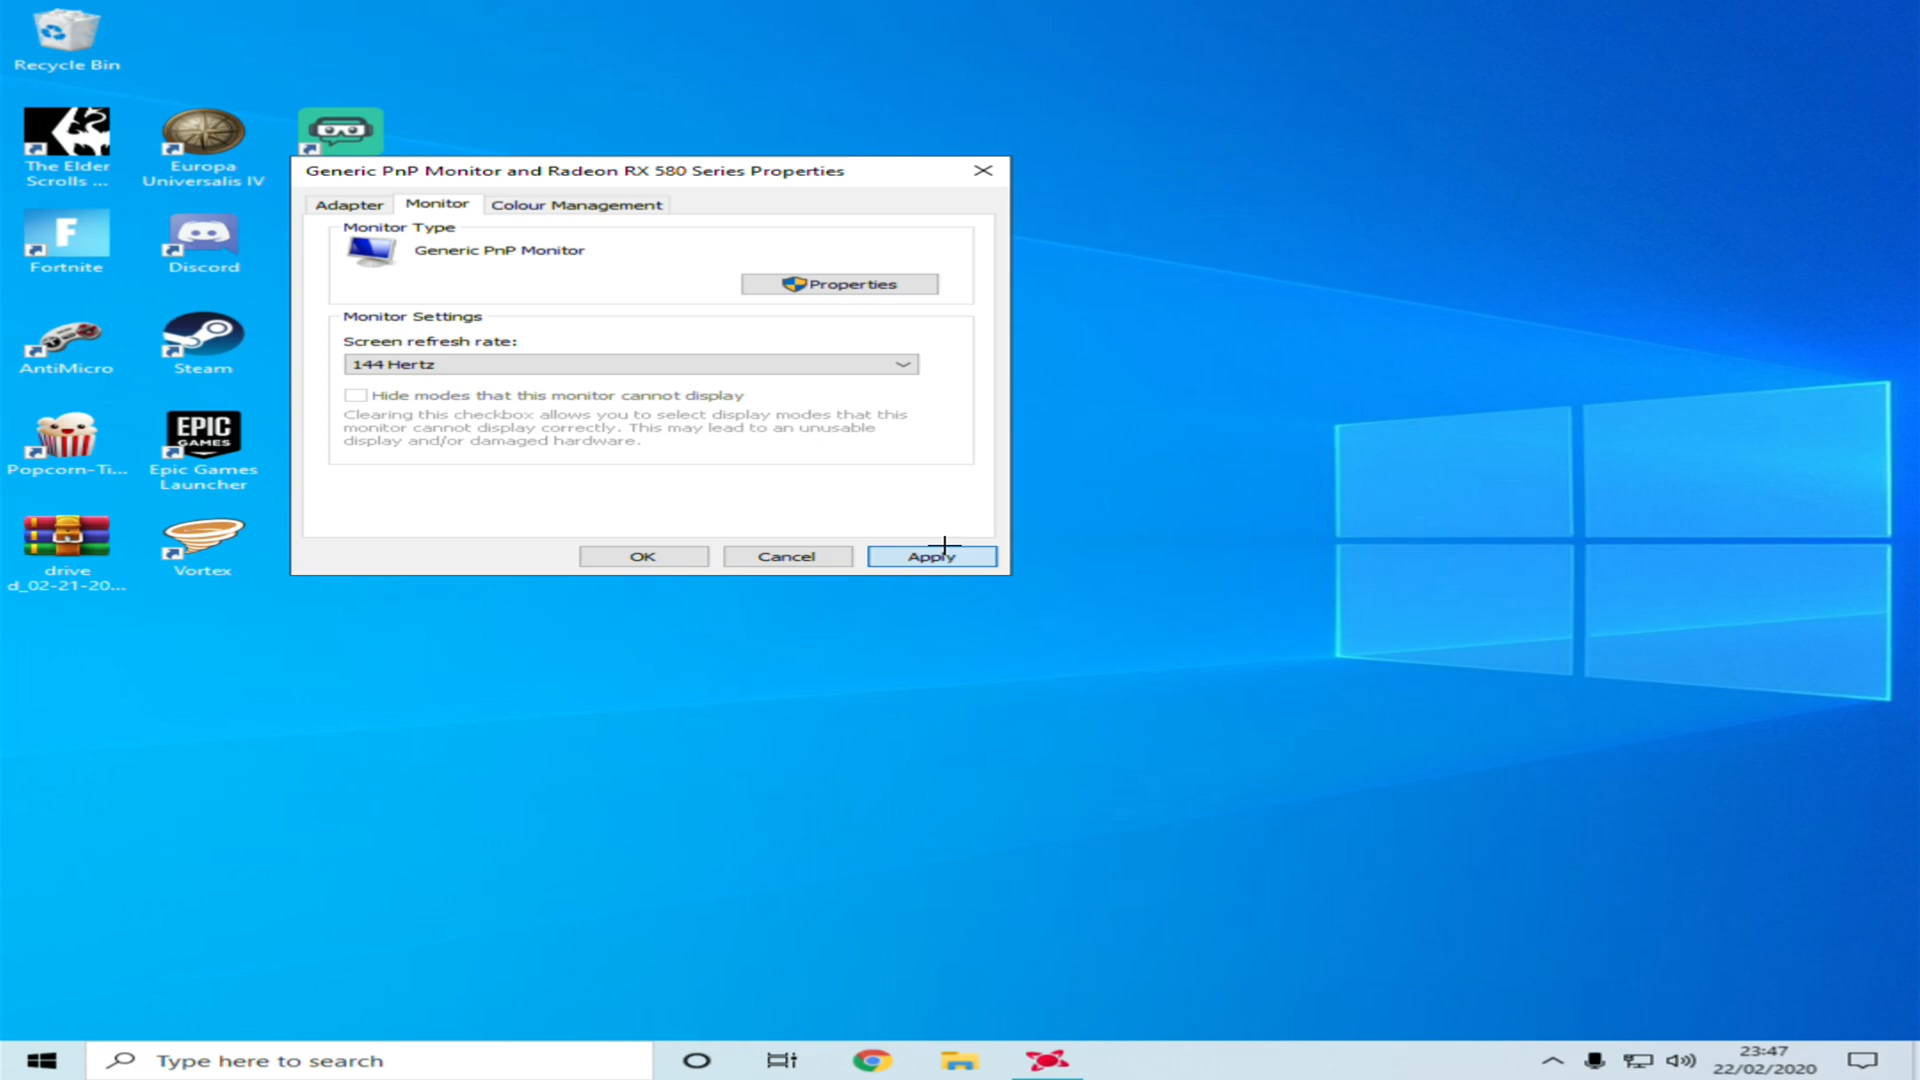 Recycle Bin
The Elder
Scrolls ...
Europa
Universalis IV
Fortnite
Discord
AntiMicro
Steam
Popcorn-Ti...
EPIC
GAMES
Epic Games
Launcher
drive
d_02-21-20...
Vortex
Generic PnP Monitor and Radeon RX 580 Series Properties
Adapter
Monitor
Colour Management
Monitor Type
Generic PnP Monitor
Properties
Monitor Settings
Screen refresh rate:
144 Hertz
Hide modes that this monitor cannot display
Clearing this checkbox allows you to select display modes that this
monitor cannot display correctly. This may lead to an unusable
display and/or damaged hardware.
OK
Cancel
Apply
Type here to search
23:47
22/02/2020